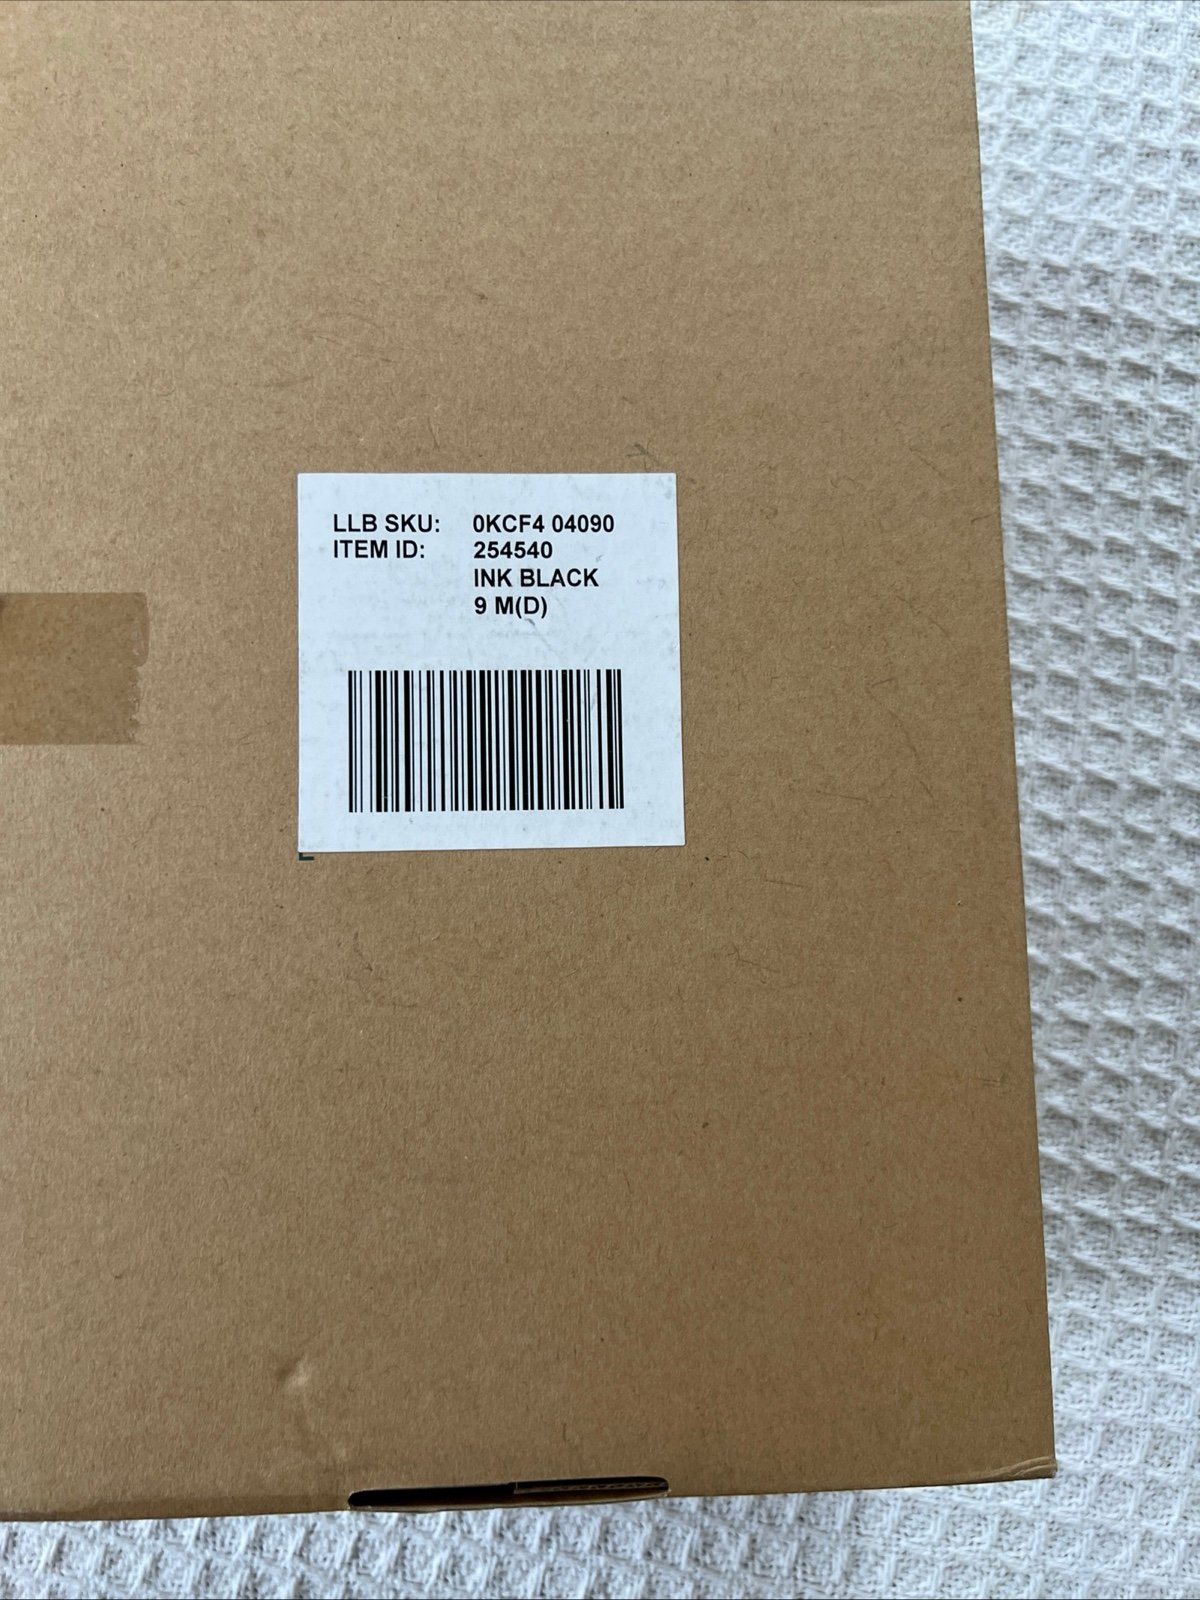 LLB SKU: 0KCF4 04090
ITEM ID: 254540
INK BLACK
9 M(D)